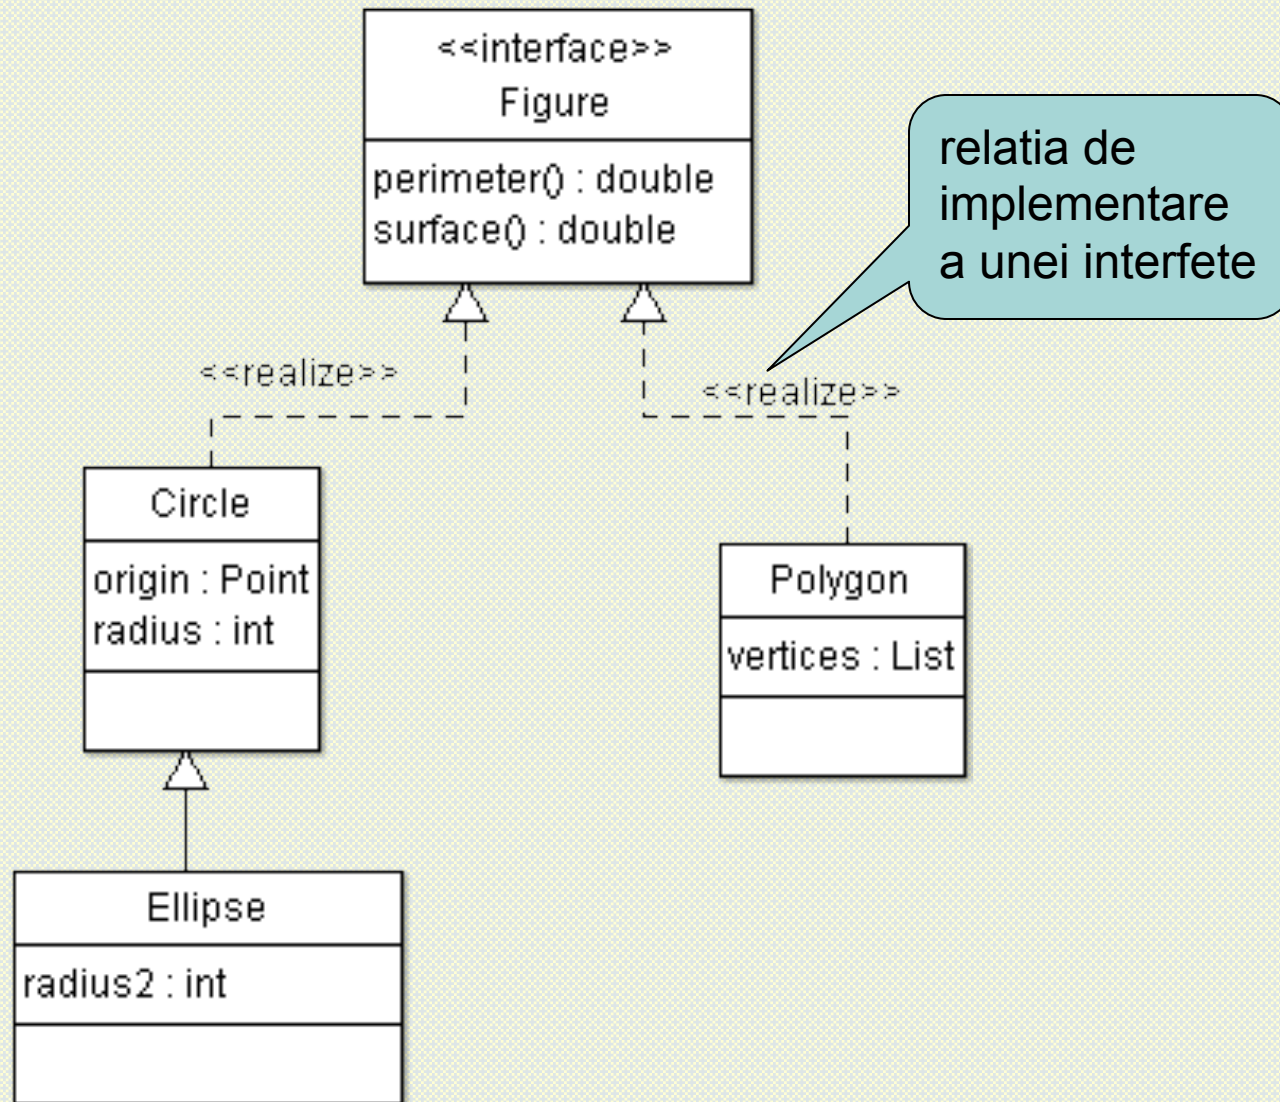 <<interface>>
Figure
perimeter() : double
surface() : double
relatia de
implementare
a unei interfete
<<realize>>
<<realize>>
Circle
origin : Point
radius : int
Polygon
vertices : List
Ellipse
radius2 : int